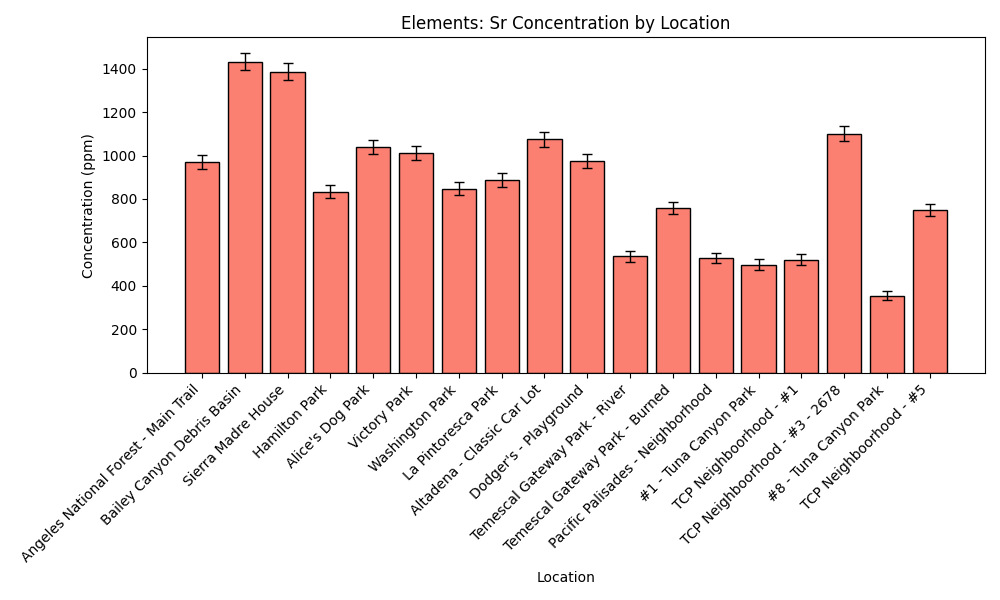 Elements: Sr Concentration by Location
Concentration (ppm)
1400
1200
1000
800
600
400
200
0
Angeles National Forest - Main Trail
Bailey Canyon Debris Basin
Sierra Madre House
Hamilton Park
Alice's Dog Park
Victory Park
Washington Park
La Pintoresca Park
Altadena - Classic Car Lot
Dodger's - Playground
Temescal Gateway Park - River
Temescal Gateway Park - Burned
Pacific Palisades - Neighborhood
#1 - Tuna Canyon Park
TCP Neighboorhood - #1
TCP Neighboorhood - #3 - 2678
#8 - Tuna Canyon Park
TCP Neighboorhood - #5
Location